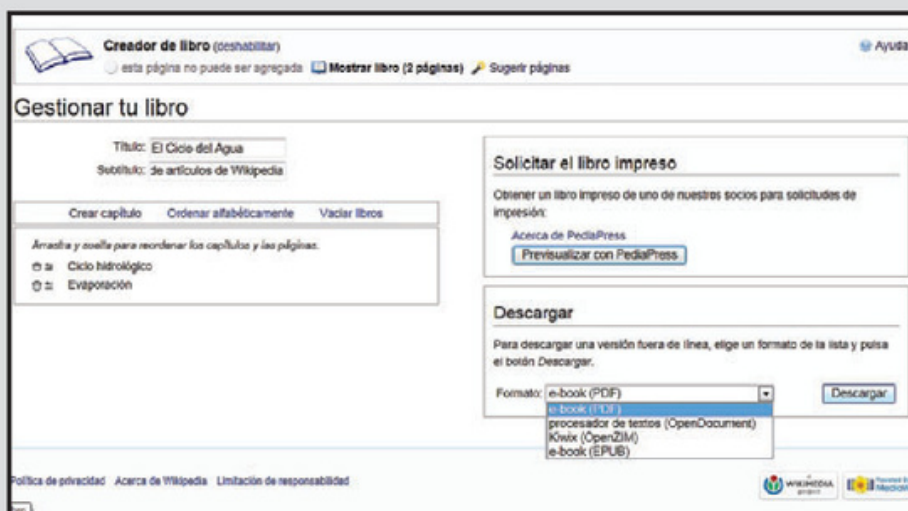 Creador de libro (deshabilitar)
Ayuda
esta página no puede ser agregada Mostrar libro (2 páginas) Sugerir páginas
Gestionar tu libro
Título: El Ciclo del Agua
Subtítulo: de artículos de Wikipedia
Crear capítulo Ordenar alfabéticamente Vaciar libros
Arrastra y suelta para reordenar los capítulos y las páginas.
Ciclo hidrológico
Evaporación
Solicitar el libro impreso
Obtener un libro impreso de uno de nuestros socios para solicitudes de
impresión:
Acerca de PediaPress
Previsualizar con PediaPress
Descargar
Para descargar una versión fuera de línea, elige un formato de la lista y pulsa
el botón Descargar.
Formato: e-book (PDF) Descargar
e-book (PDF)
procesador de textos (OpenDocument)
Kiwix (OpenZIM)
e-book (EPUB)
Política de privacidad Acerca de Wikipedia Limitación de responsabilidad
WIKIMEDIA
project